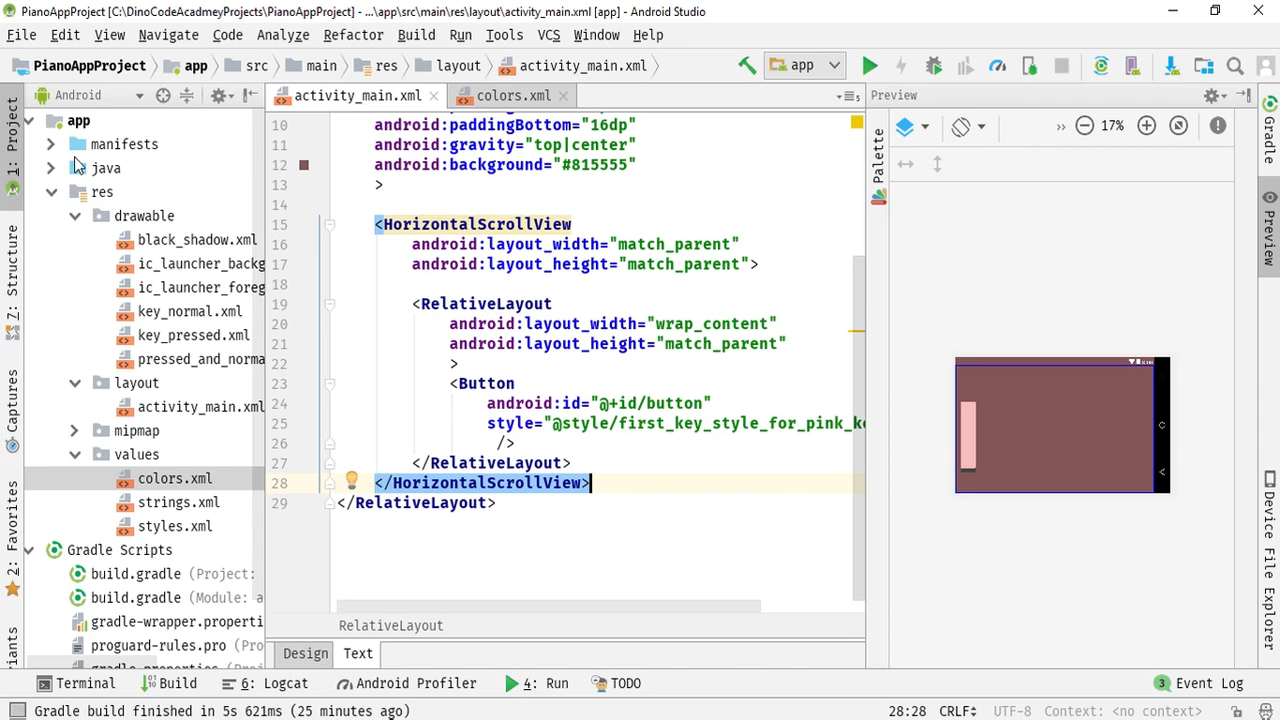 PianoAppProject [C:\DinoCodeAcadmeyProjects\PianoAppProject] - ...\app\src\main\res\layout\activity_main.xml [app] - Android Studio
File Edit View Navigate Code Analyze Refactor Build Run Tools VCS Window Help
PianoAppProject app src main res layout activity_main.xml app
Android activity_main.xml colors.xml Preview
1: Project
7: Structure
Captures
2: Favorites
iants
app
manifests
java
res
drawable
black_shadow.xml
ic_launcher_backg
ic_launcher_foreg
key_normal.xml
key_pressed.xml
pressed_and_norma
layout
activity_main.xml
mipmap
values
colors.xml
strings.xml
styles.xml
Gradle Scripts
build.gradle (Project:
build.gradle (Module: a
gradle-wrapper.properti
proguard-rules.pro (Pro
gradle.properties (Pro
10 android:paddingBottom="16dp"
11 android:gravity="top|center"
12 android:background="#815555"
13 >
14
15 <HorizontalScrollView
16 android:layout_width="match_parent"
17 android:layout_height="match_parent">
18
19 <RelativeLayout
20 android:layout_width="wrap_content"
21 android:layout_height="match_parent"
22 >
23 <Button
24 android:id="@+id/button"
25 style="@style/first_key_style_for_pink_ke
26 />
27 </RelativeLayout>
28 </HorizontalScrollView>
29 </RelativeLayout>
RelativeLayout
Design Text
Palette
17%
Gradle
Preview
Device File Explorer
Terminal Build 6: Logcat Android Profiler 4: Run TODO 3 Event Log
Gradle build finished in 5s 621ms (25 minutes ago) 28:28 CRLF UTF-8 Context: <no context>